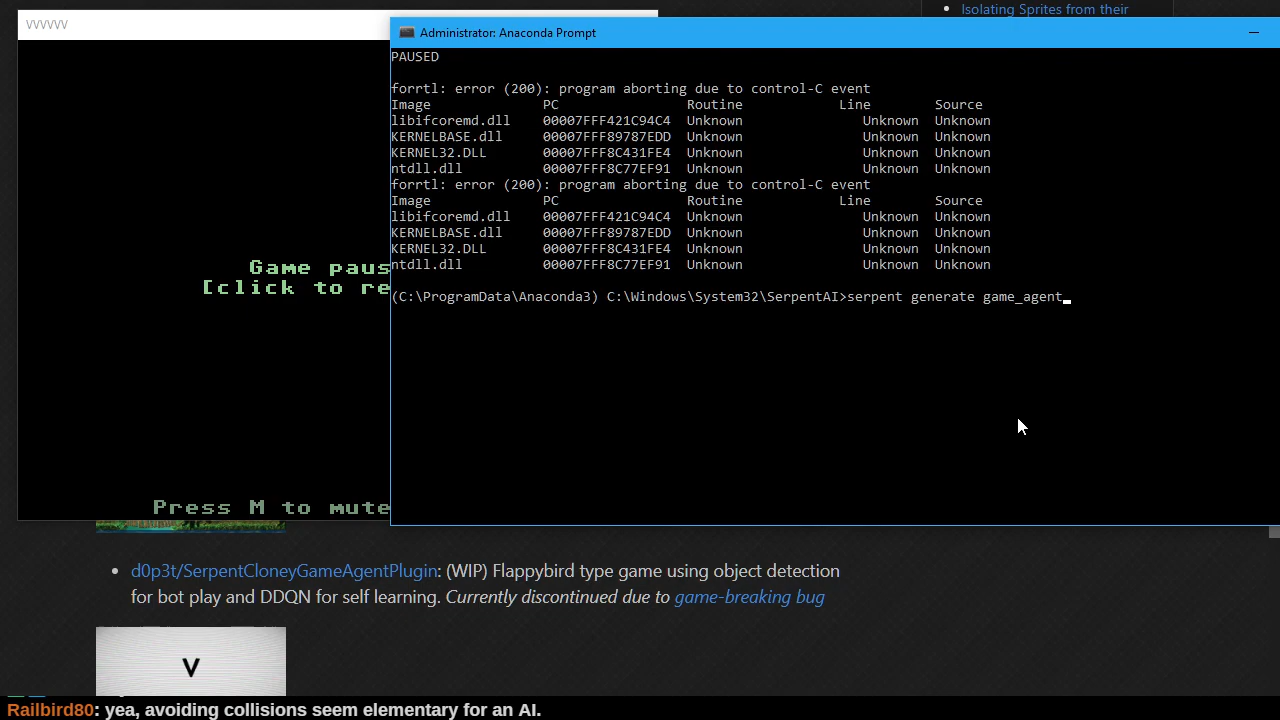 VVVVVV
Isolating Sprites from their
Administrator: Anaconda Prompt
PAUSED
forrtl: error (200): program aborting due to control-C event
Image PC Routine Line Source
libifcoremd.dll 00007FFF421C94C4 Unknown Unknown Unknown
KERNELBASE.dll 00007FFF89787EDD Unknown Unknown Unknown
KERNEL32.DLL 00007FFF8C431FE4 Unknown Unknown Unknown
ntdll.dll 00007FFF8C77EF91 Unknown Unknown Unknown
forrtl: error (200): program aborting due to control-C event
Image PC Routine Line Source
libifcoremd.dll 00007FFF421C94C4 Unknown Unknown Unknown
KERNELBASE.dll 00007FFF89787EDD Unknown Unknown Unknown
KERNEL32.DLL 00007FFF8C431FE4 Unknown Unknown Unknown
ntdll.dll 00007FFF8C77EF91 Unknown Unknown Unknown
(C:\ProgramData\Anaconda3) C:\Windows\System32\SerpentAI>serpent generate game_agent
Game paus
[click to re
Press M to mute
d0p3t/SerpentCloneyGameAgentPlugin: (WIP) Flappybird type game using object detection
for bot play and DDQN for self learning. Currently discontinued due to game-breaking bug
V
Railbird80: yea, avoiding collisions seem elementary for an AI.